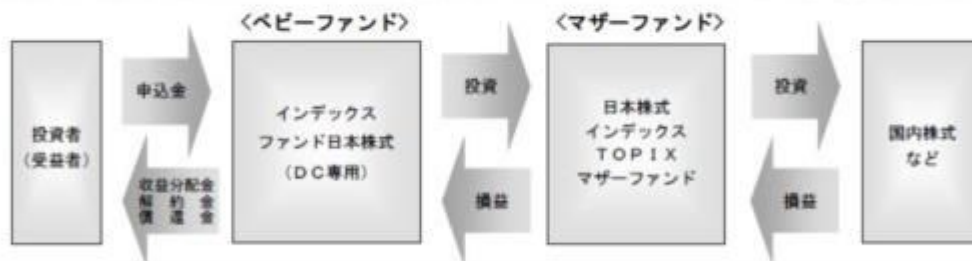 〈ベビーファンド〉
〈マザーファンド〉
投資者
(受益者)
申込金
収益分配金
解約金
償還金
インデックス
ファンド日本株式
(DC専用)
投資
損益
日本株式
インデックス
TOPIX
マザーファンド
投資
損益
国内株式
など